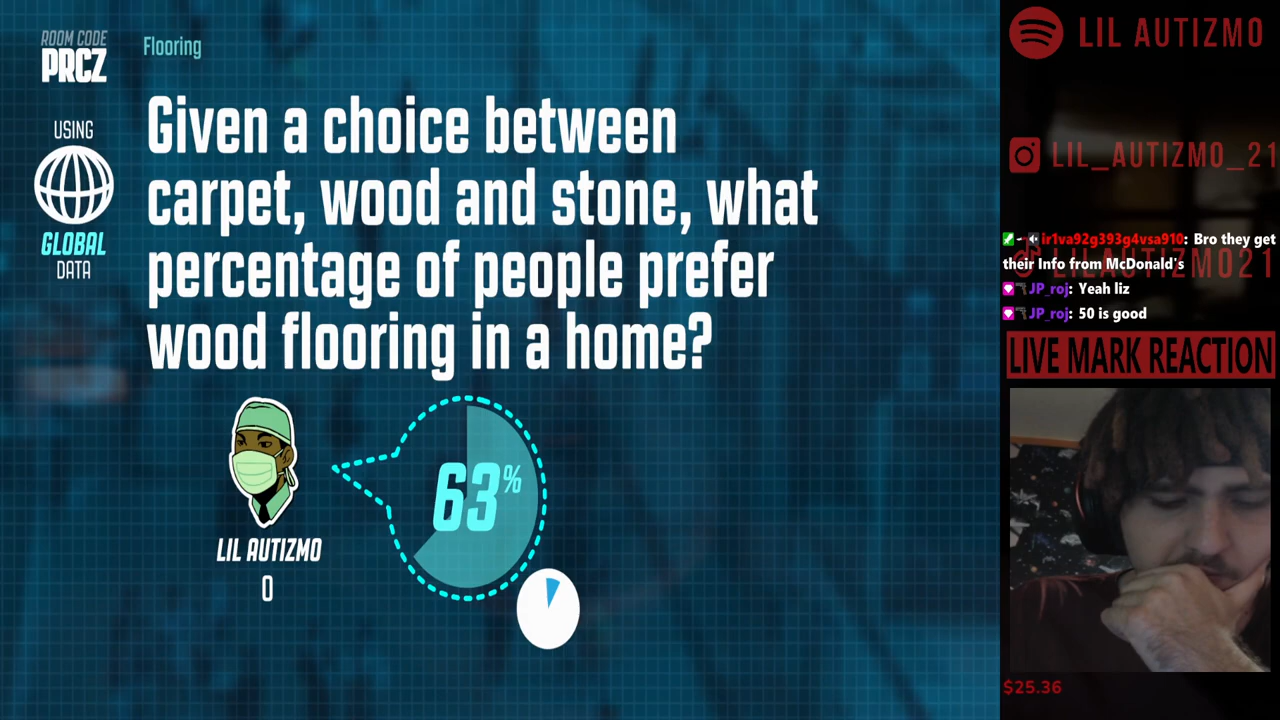 ROOM CODE
PRCZ
USING
GLOBAL
DATA
Flooring
Given a choice between
carpet, wood and stone, what
percentage of people prefer
wood flooring in a home?
63%
LIL AUTIZMO
0
LIL AUTIZMO
LIL_AUTIZMO_21
LILAUTIZMO21
ir1va92g393g4vsa910: Bro they get
their Info from McDonald's
JP_roj: Yeah liz
JP_roj: 50 is good
LIVE MARK REACTION
$25.36